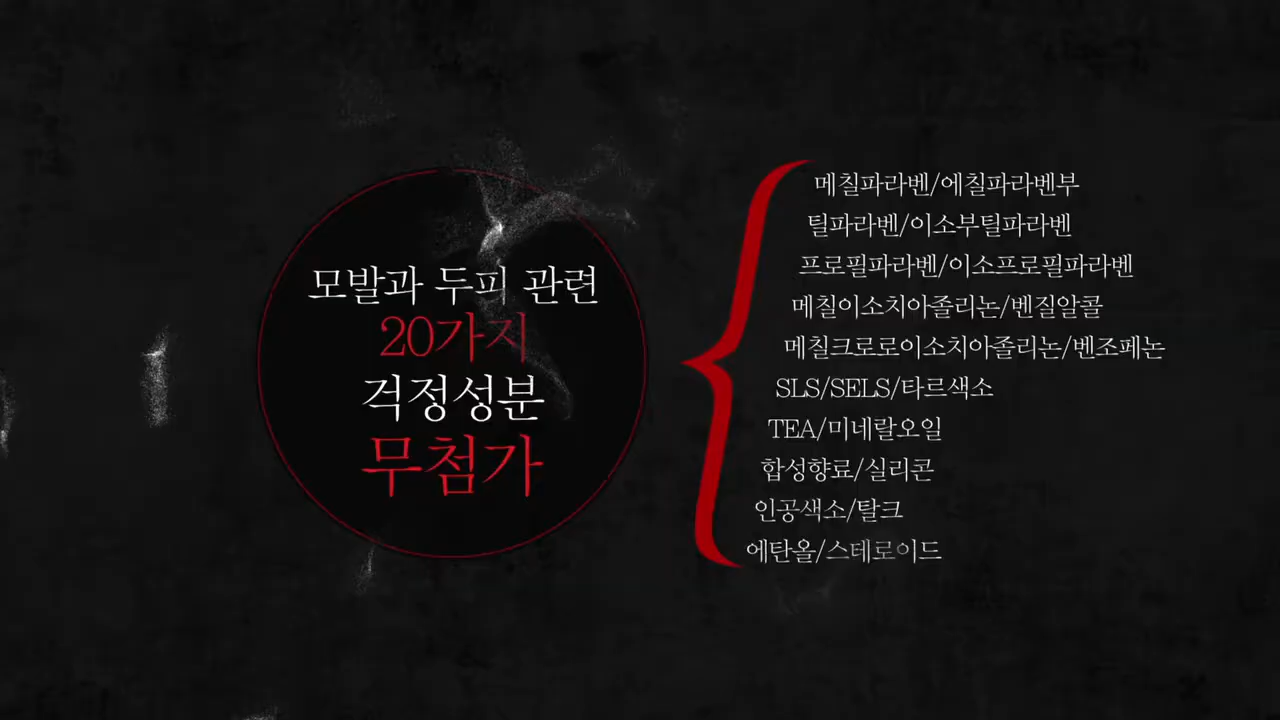 모발과 두피 관련
20가지
걱정성분
무첨가
메칠파라벤/에칠파라벤부
틸파라벤/이소부틸파라벤
프로필파라벤/이소프로필파라벤
메칠이소치아졸리논/벤질알콜
메칠크로로이소치아졸리논/벤조페논
SLS/SELS/타르색소
TEA/미네랄오일
합성향료/실리콘
인공색소/탈크
에탄올/스테로이드